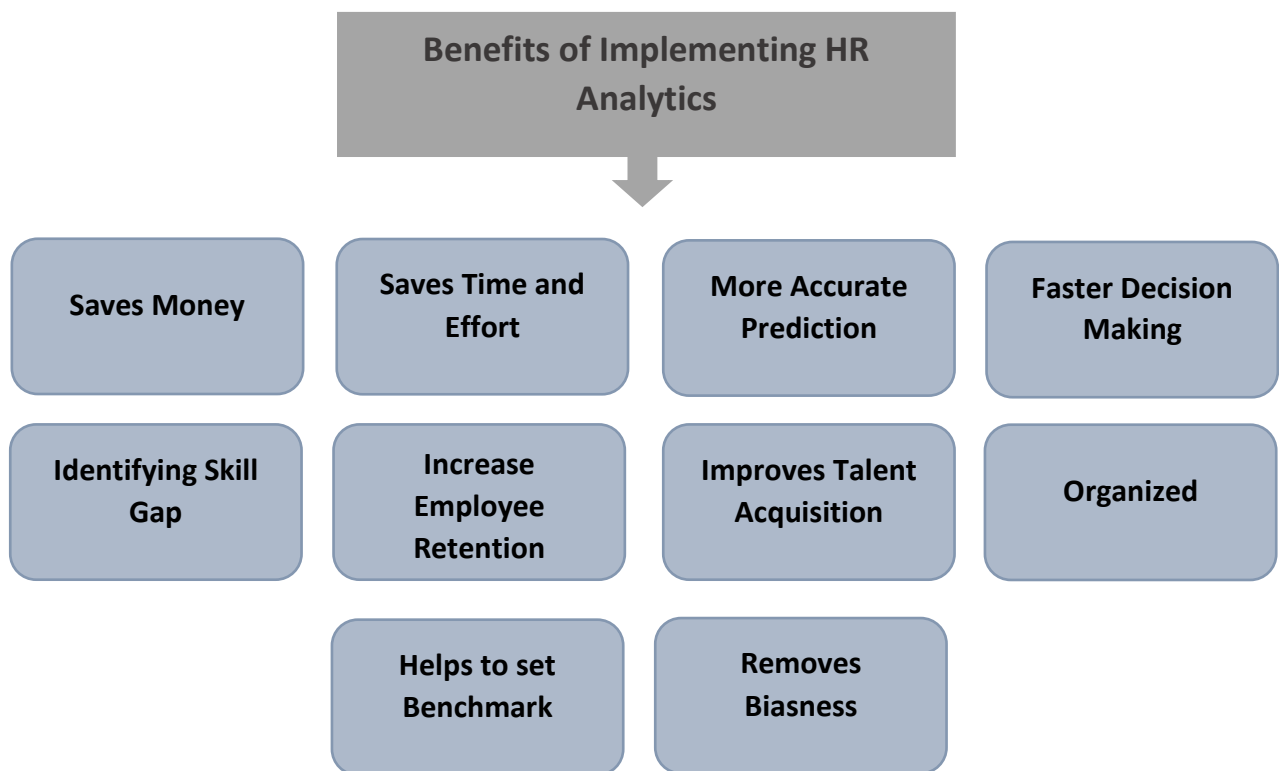 Benefits of Implementing HR
Analytics
Saves Money
Saves Time and
Effort
More Accurate
Prediction
Faster Decision
Making
Identifying Skill
Gap
Increase
Employee
Retention
Improves Talent
Acquisition
Organized
Helps to set
Benchmark
Removes
Biasness